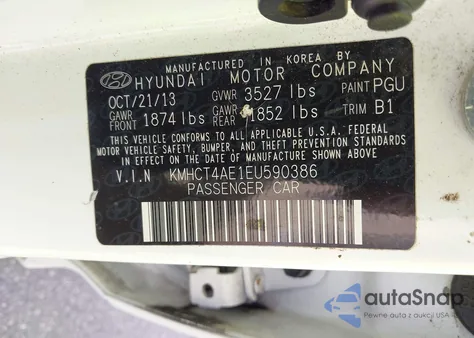 MANUFACTURED IN KOREA BY
HYUNDAI MOTOR COMPANY
OCT/21/13 GVWR 3527 lbs PAINT PGU
GAWR FRONT 1874 lbs GAWR REAR 1852 lbs TRIM B1
THIS VEHICLE CONFORMS TO ALL APPLICABLE U.S.A. FEDERAL
MOTOR VEHICLE SAFETY, BUMPER, AND THEFT PREVENTION STANDARDS
IN EFFECT ON THE DATE OF MANUFACTURE SHOWN ABOVE.
V.I.N KMHCT4AE1EU590386
PASSENGER CAR
autoSnap
Pewne auta z aukcji USA